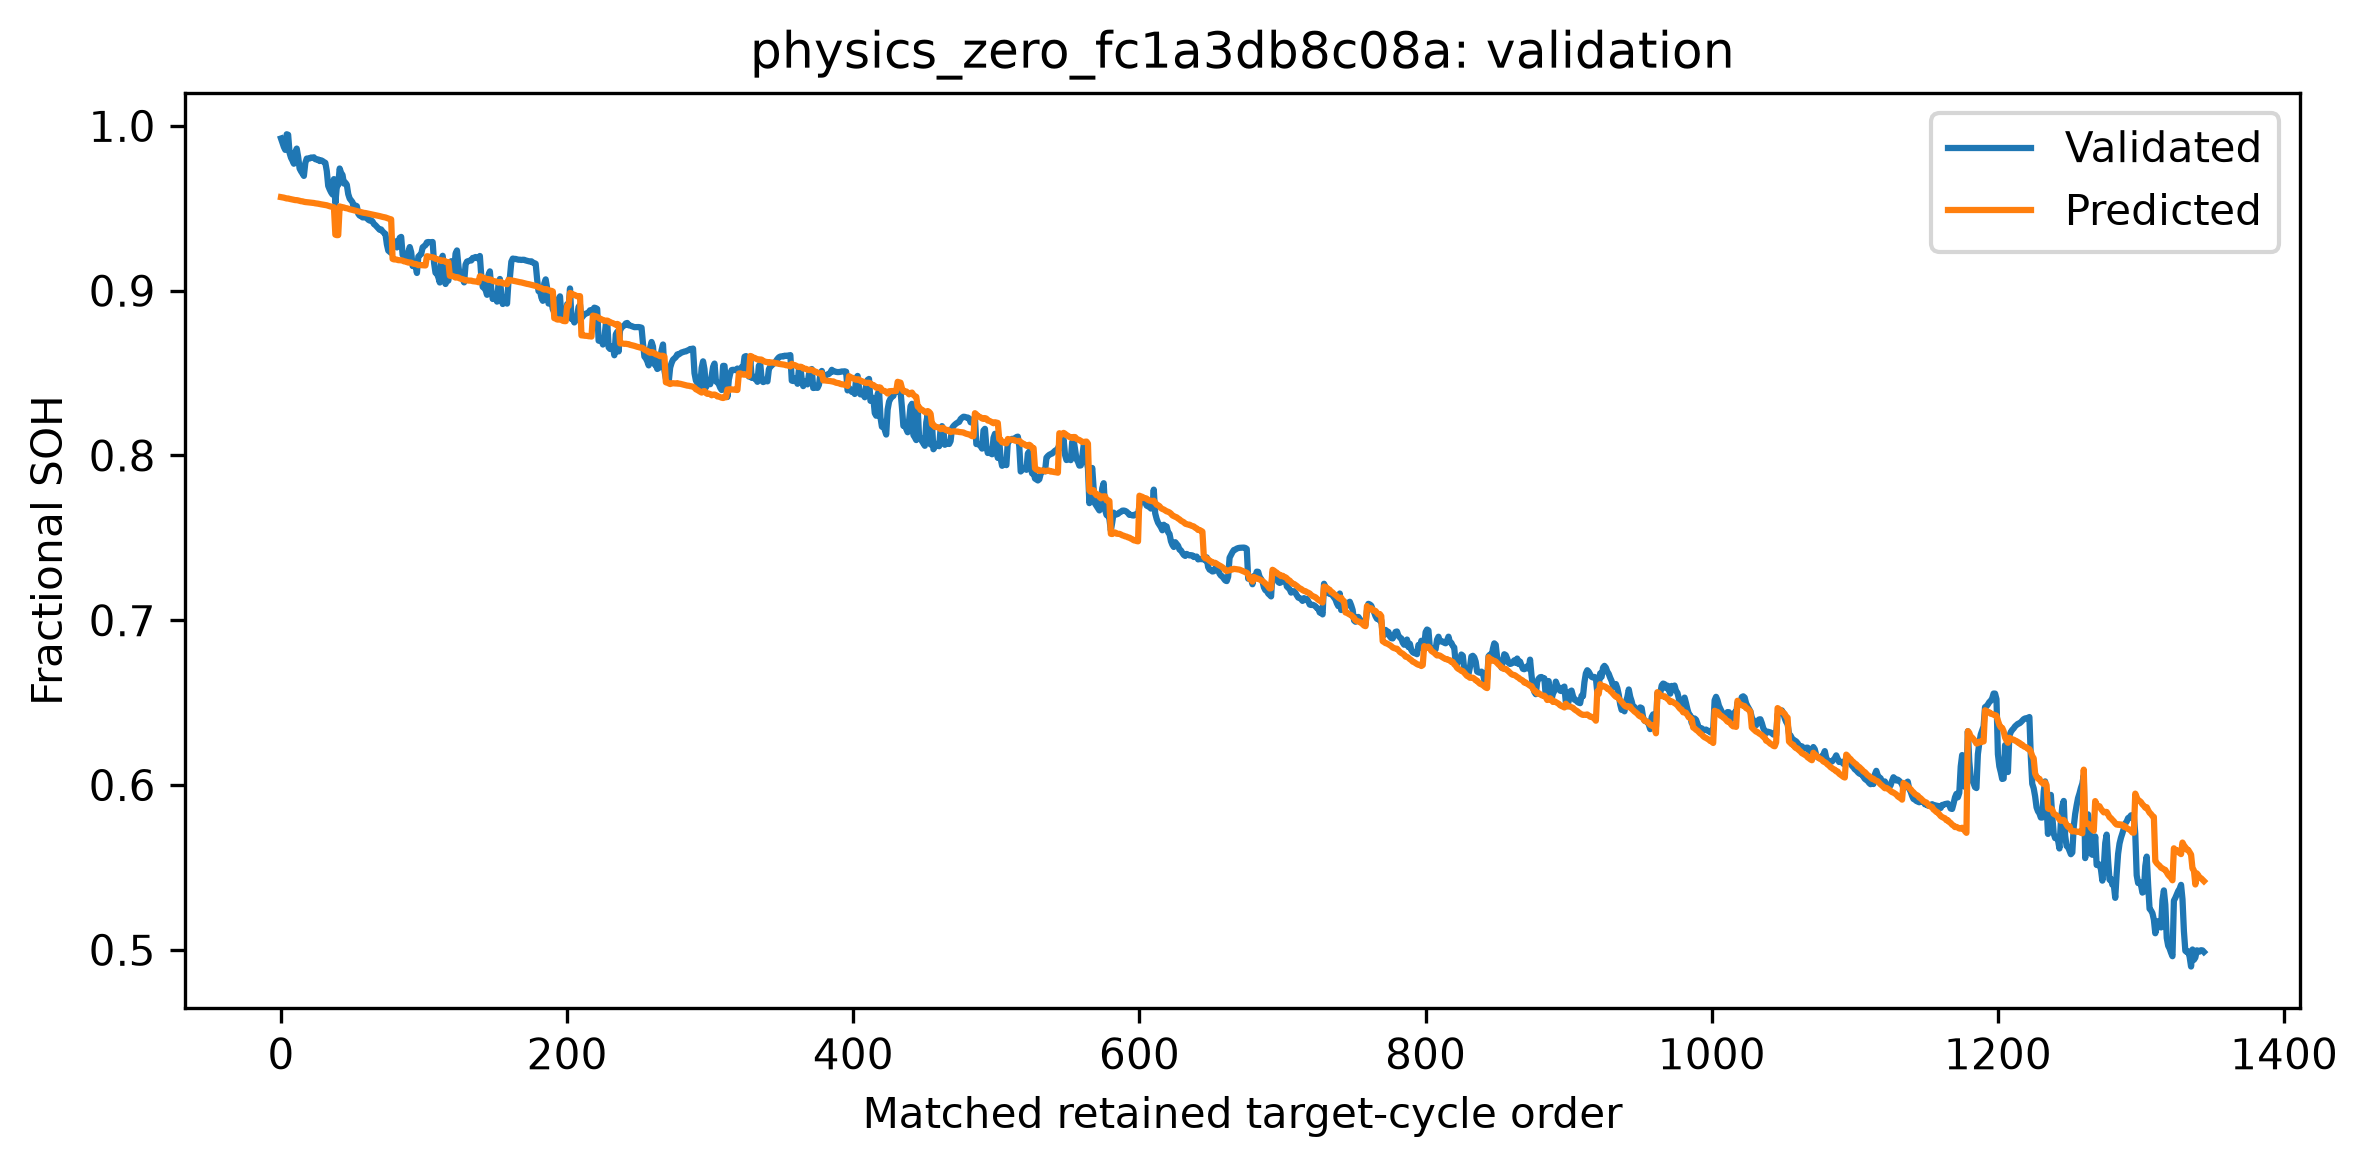 physics_zero_fc1a3db8c08a: validation
Validated
Predicted
Fractional SOH
1.0
0.9
0.8
0.7
0.6
0.5
0 200 400 600 800 1000 1200 1400
Matched retained target-cycle order